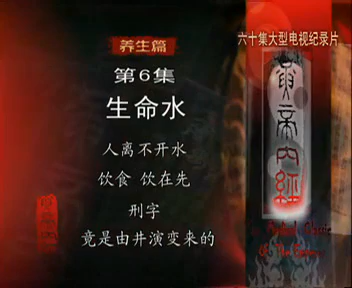 养生篇
第6集
生命水
人离不开水
饮食 饮在先
刑字
竟是由井演变来的
六十集大型电视纪录片
黄帝内经